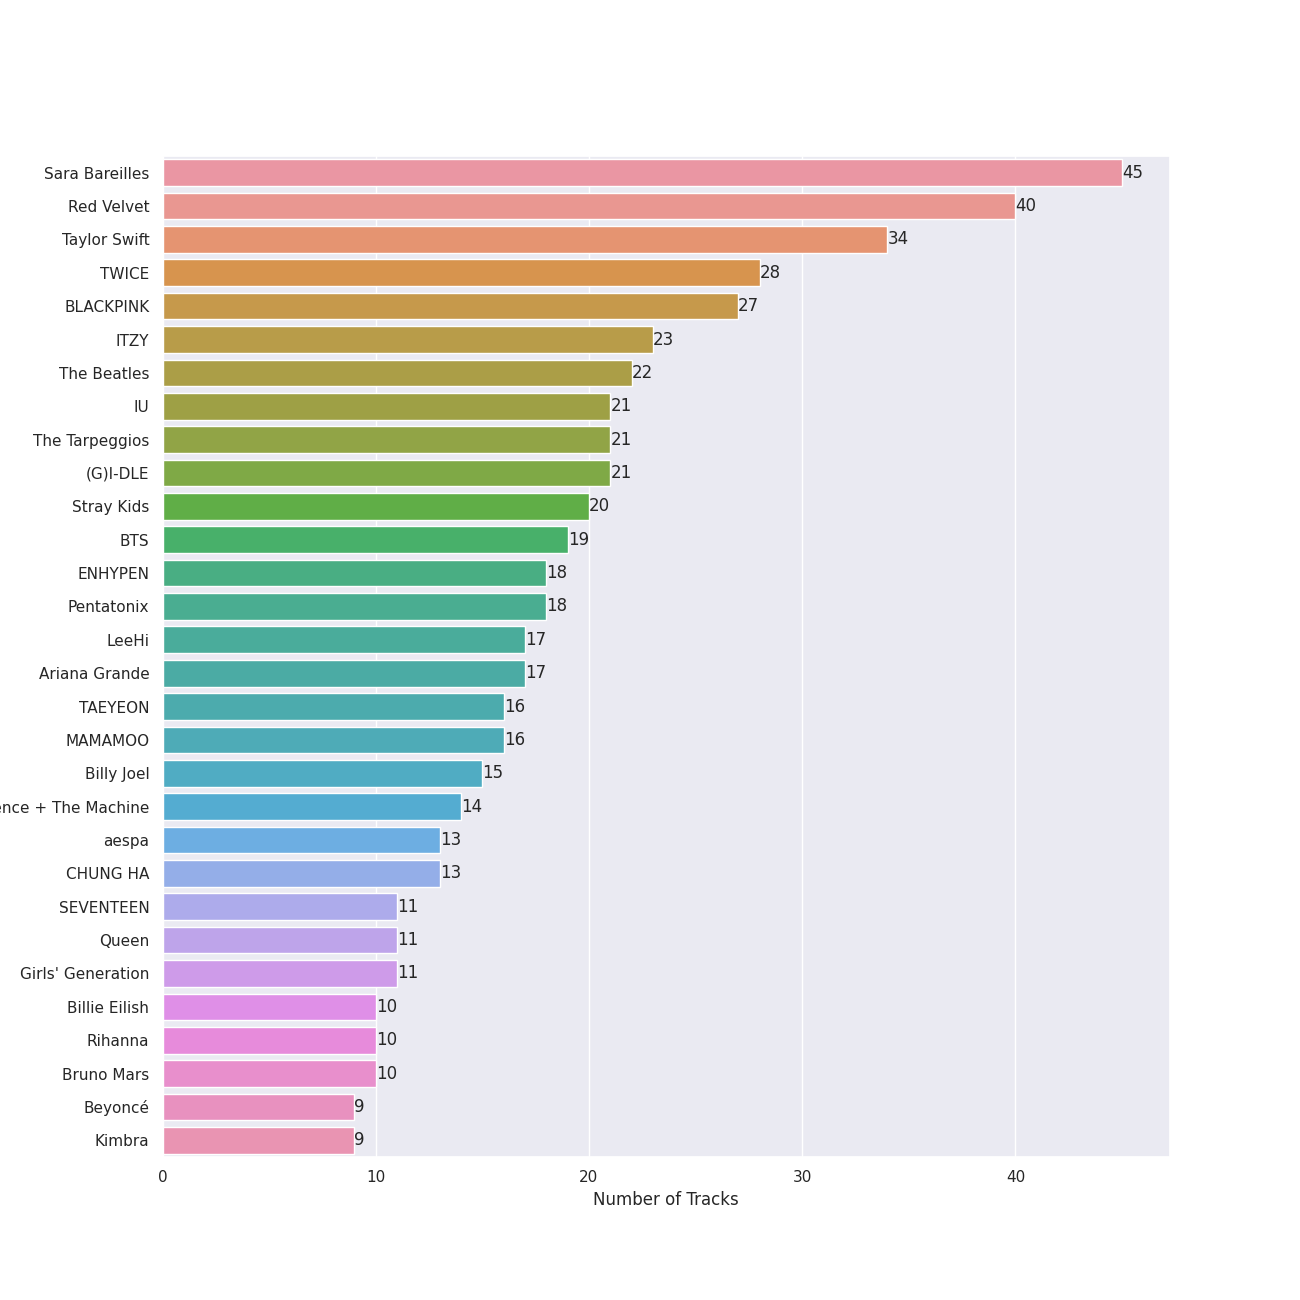 Sara Bareilles 45
Red Velvet 40
Taylor Swift 34
TWICE 28
BLACKPINK 27
ITZY 23
The Beatles 22
IU 21
The Tarpeggios 21
(G)I-DLE 21
Stray Kids 20
BTS 19
ENHYPEN 18
Pentatonix 18
LeeHi 17
Ariana Grande 17
TAEYEON 16
MAMAMOO 16
Billy Joel 15
ence + The Machine 14
aespa 13
CHUNG HA 13
SEVENTEEN 11
Queen 11
Girls' Generation 11
Billie Eilish 10
Rihanna 10
Bruno Mars 10
Beyoncé 9
Kimbra 9
0 10 20 30 40
Number of Tracks